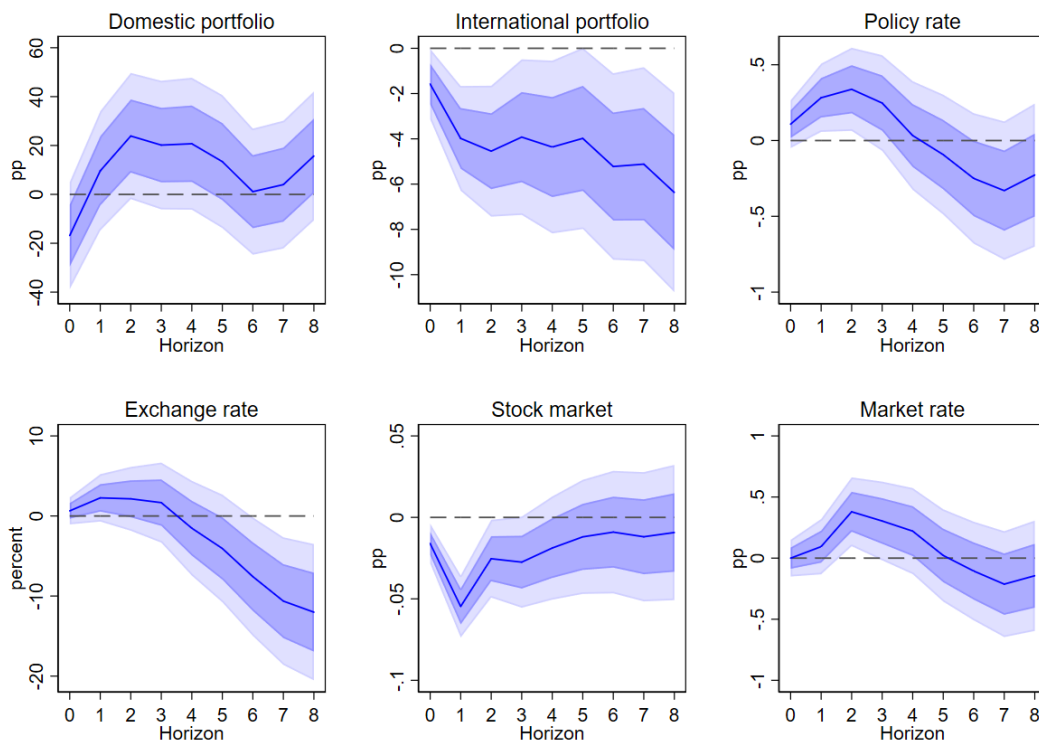 Domestic portfolio
pp
60
40
20
0
-20
-40
0 1 2 3 4 5 6 7 8
Horizon
International portfolio
pp
0
-2
-4
-6
-8
-10
0 1 2 3 4 5 6 7 8
Horizon
Policy rate
pp
.5
0
-.5
-1
0 1 2 3 4 5 6 7 8
Horizon
Exchange rate
percent
10
0
-10
-20
0 1 2 3 4 5 6 7 8
Horizon
Stock market
pp
.05
0
-.05
-.1
0 1 2 3 4 5 6 7 8
Horizon
Market rate
pp
1
.5
0
-.5
-1
0 1 2 3 4 5 6 7 8
Horizon